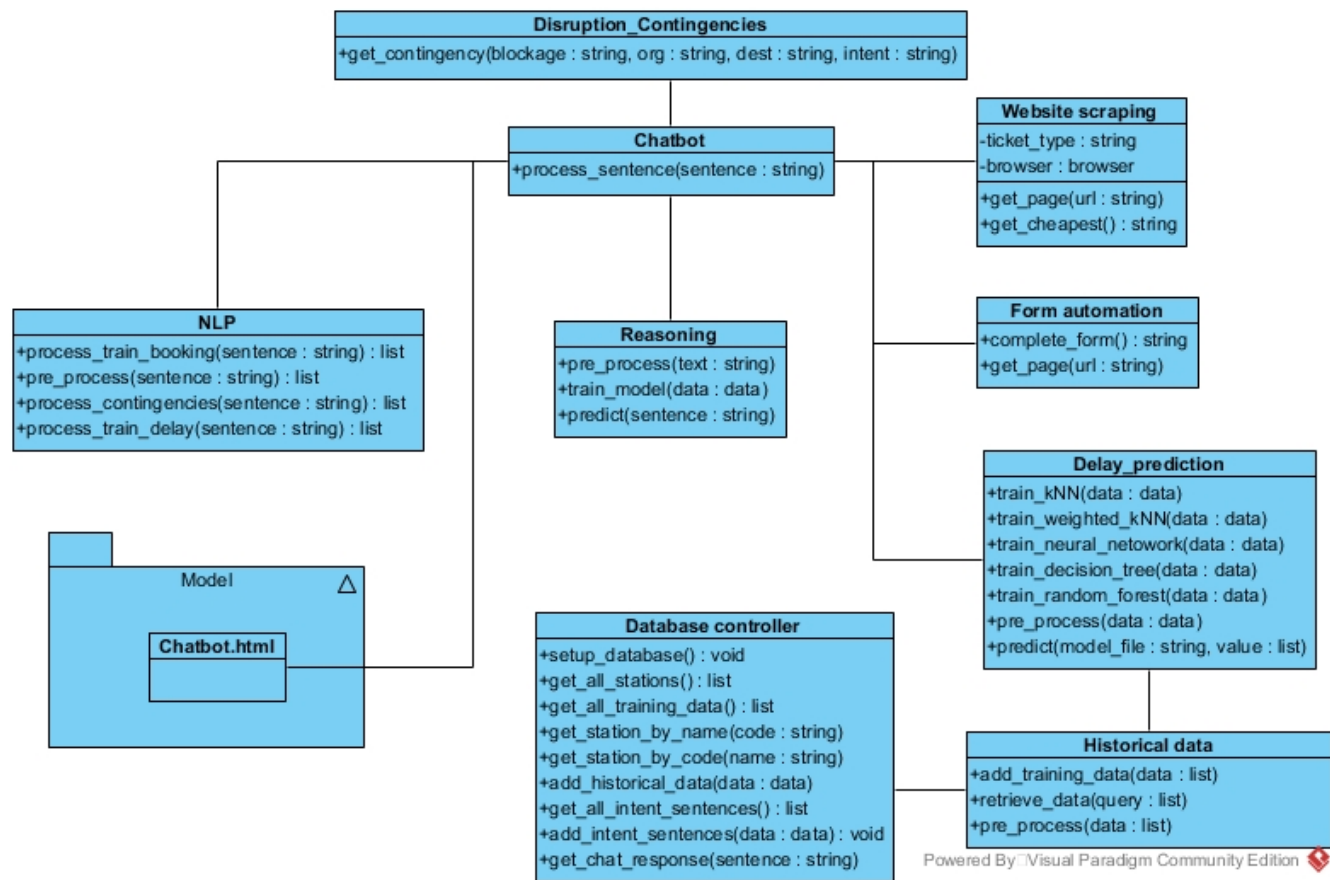 Disruption_Contingencies
+get_contingency(blockage : string, org : string, dest : string, intent : string)
Chatbot
+process_sentence(sentence : string)
Website scraping
-ticket_type : string
-browser : browser
+get_page(url : string)
+get_cheapest() : string
NLP
+process_train_booking(sentence : string) : list
+pre_process(sentence : string) : list
+process_contingencies(sentence : string) : list
+process_train_delay(sentence : string) : list
Reasoning
+pre_process(text : string)
+train_model(data : data)
+predict(sentence : string)
Form automation
+complete_form() : string
+get_page(url : string)
Delay_prediction
+train_kNN(data : data)
+train_weighted_kNN(data : data)
+train_neural_netowork(data : data)
+train_decision_tree(data : data)
+train_random_forest(data : data)
+pre_process(data : data)
+predict(model_file : string, value : list)
Model
Chatbot.html
Database controller
+setup_database() : void
+get_all_stations() : list
+get_all_training_data() : list
+get_station_by_name(code : string)
+get_station_by_code(name : string)
+add_historical_data(data : data)
+get_all_intent_sentences() : list
+add_intent_sentences(data : data) : void
+get_chat_response(sentence : string)
Historical data
+add_training_data(data : list)
+retrieve_data(query : list)
+pre_process(data : list)
Powered By Visual Paradigm Community Edition